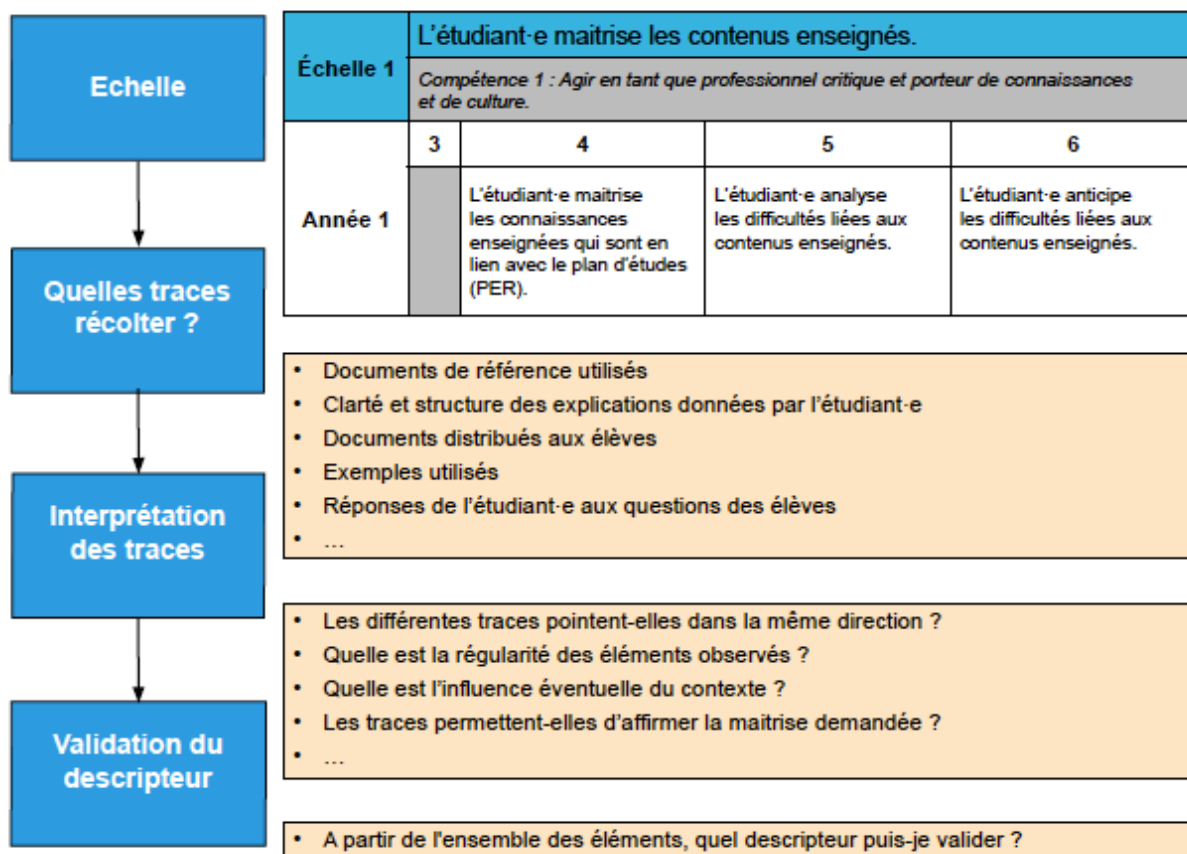 Echelle
Échelle 1
L'étudiant·e maitrise les contenus enseignés.
Compétence 1 : Agir en tant que professionnel critique et porteur de connaissances
et de culture.
Année 1
3
4
5
6
L'étudiant·e maitrise
les connaissances
enseignées qui sont en
lien avec le plan d'études
(PER).
L'étudiant·e analyse
les difficultés liées aux
contenus enseignés.
L'étudiant·e anticipe
les difficultés liées aux
contenus enseignés.
Quelles traces
récolter ?
• Documents de référence utilisés
• Clarté et structure des explications données par l'étudiant·e
• Documents distribués aux élèves
• Exemples utilisés
• Réponses de l'étudiant·e aux questions des élèves
• ...
Interprétation
des traces
• Les différentes traces pointent-elles dans la même direction ?
• Quelle est la régularité des éléments observés ?
• Quelle est l'influence éventuelle du contexte ?
• Les traces permettent-elles d'affirmer la maitrise demandée ?
• ...
Validation du
descripteur
• A partir de l'ensemble des éléments, quel descripteur puis-je valider ?